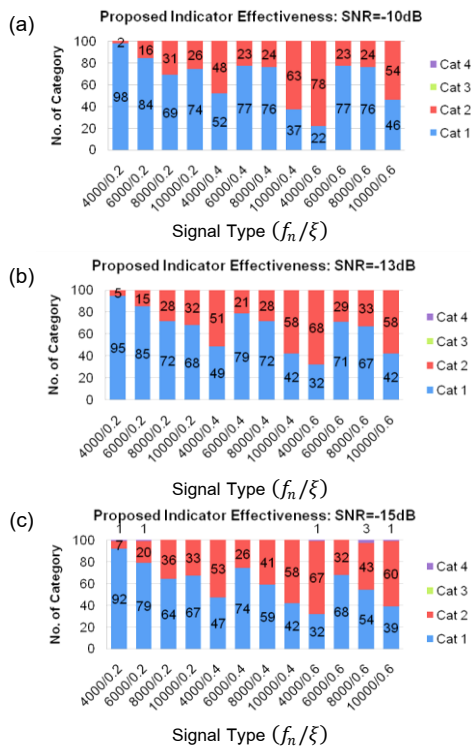 (a)
Proposed Indicator Effectiveness: SNR=-10dB
No. of Category
100
80
60
40
20
0
2 16 31 26 48 23 24 63 78 23 24 54
98 84 69 74 52 77 76 37 22 77 76 46
Cat 4
Cat 3
Cat 2
Cat 1
4000/0.2 6000/0.2 8000/0.2 10000/0.2 4000/0.4 6000/0.4 8000/0.4 10000/0.4 4000/0.6 6000/0.6 8000/0.6 10000/0.6
Signal Type (fₙ/ξ)
(b)
Proposed Indicator Effectiveness: SNR=-13dB
No. of Category
100
80
60
40
20
0
5 15 28 32 51 21 28 58 68 29 33 58
95 85 72 68 49 79 72 42 32 71 67 42
Cat 4
Cat 3
Cat 2
Cat 1
4000/0.2 6000/0.2 8000/0.2 10000/0.2 4000/0.4 6000/0.4 8000/0.4 10000/0.4 4000/0.6 6000/0.6 8000/0.6 10000/0.6
Signal Type (fₙ/ξ)
(c)
Proposed Indicator Effectiveness: SNR=-15dB
No. of Category
100
80
60
40
20
0
1 1 1 3 1
7 20 36 33 53 26 41 58 67 32 43 60
92 79 64 67 47 74 59 42 32 68 54 39
Cat 4
Cat 3
Cat 2
Cat 1
4000/0.2 6000/0.2 8000/0.2 10000/0.2 4000/0.4 6000/0.4 8000/0.4 10000/0.4 4000/0.6 6000/0.6 8000/0.6 10000/0.6
Signal Type (fₙ/ξ)